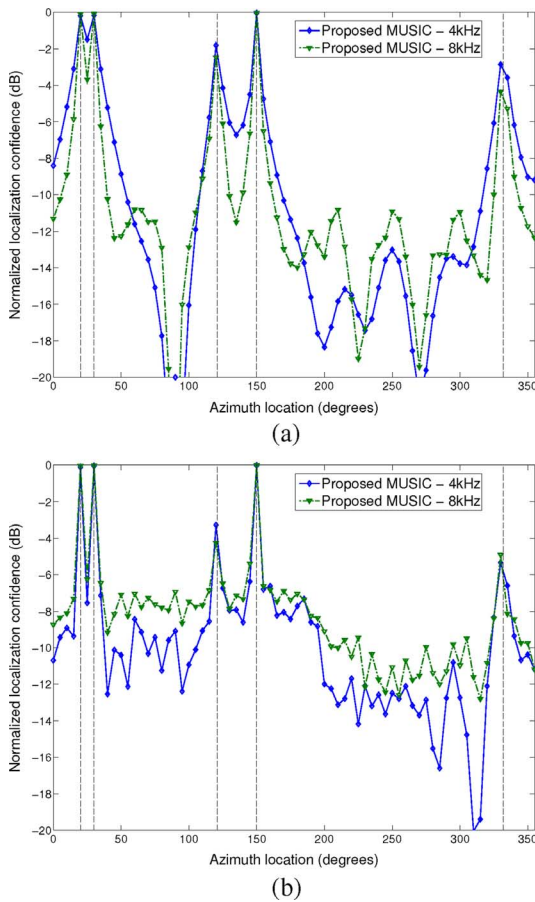 0
−2
−4
−6
−8
−10
−12
−14
−16
−18
−20
Normalized localization confidence (dB)
Proposed MUSIC − 4kHz
Proposed MUSIC − 8kHz
0 50 100 150 200 250 300 350
Azimuth location (degrees)
(a)
0
−2
−4
−6
−8
−10
−12
−14
−16
−18
−20
Normalized localization confidence (dB)
Proposed MUSIC − 4kHz
Proposed MUSIC − 8kHz
0 50 100 150 200 250 300 350
Azimuth location (degrees)
(b)